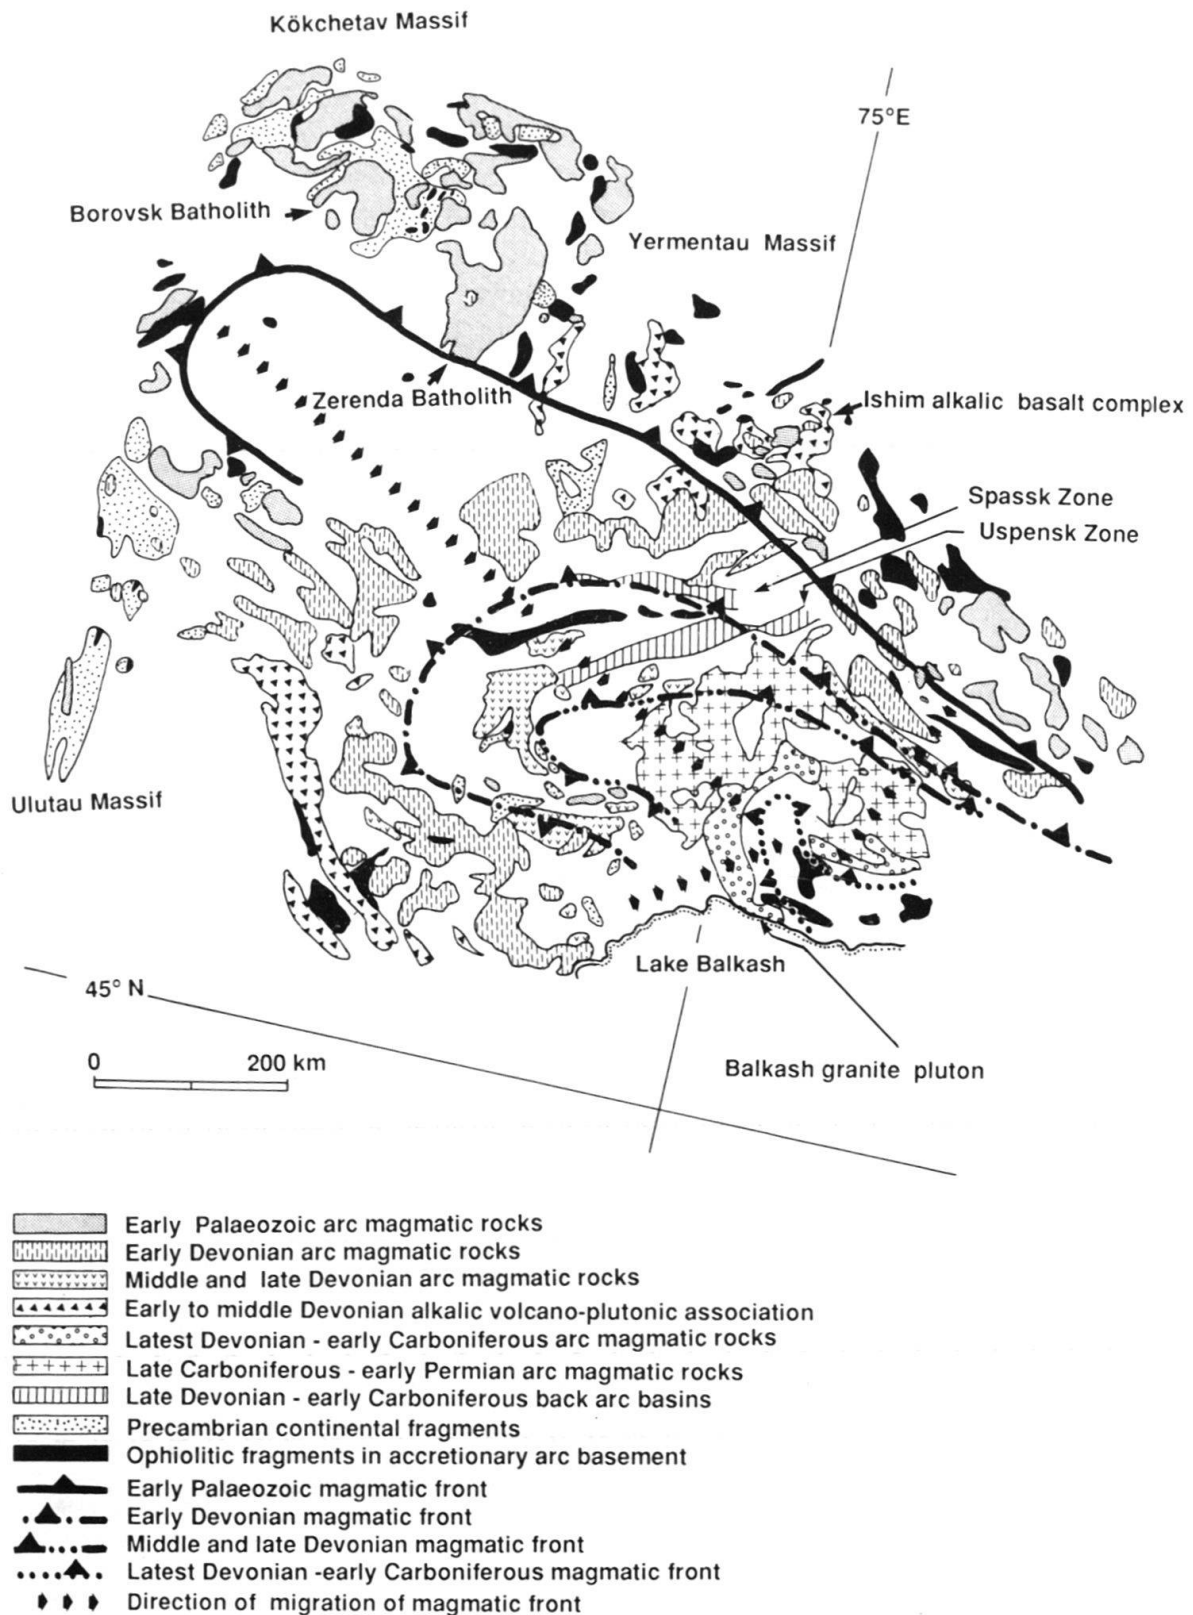 Kökchetav Massif
75°E
Borovsk Batholith
Yermentau Massif
Zerenda Batholith
Ishim alkalic basalt complex
Spassk Zone
Uspensk Zone
Ulutau Massif
Lake Balkash
45° N
0 200 km
Balkash granite pluton
Early Palaeozoic arc magmatic rocks
Early Devonian arc magmatic rocks
Middle and late Devonian arc magmatic rocks
Early to middle Devonian alkalic volcano-plutonic association
Latest Devonian - early Carboniferous arc magmatic rocks
Late Carboniferous - early Permian arc magmatic rocks
Late Devonian - early Carboniferous back arc basins
Precambrian continental fragments
Ophiolitic fragments in accretionary arc basement
Early Palaeozoic magmatic front
Early Devonian magmatic front
Middle and late Devonian magmatic front
Latest Devonian -early Carboniferous magmatic front
Direction of migration of magmatic front